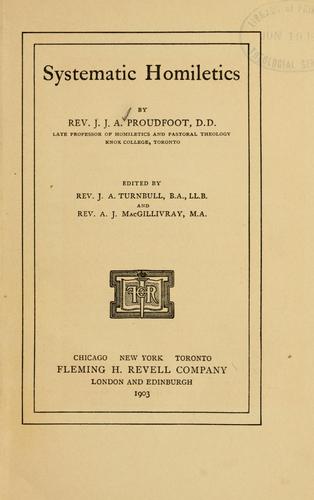 Systematic Homiletics
BY
REV. J. J. A. PROUDFOOT, D.D.
LATE PROFESSOR OF HOMILETICS AND PASTORAL THEOLOGY
KNOX COLLEGE, TORONTO
EDITED BY
REV. J. A. TURNBULL, B.A., LL.B.
AND
REV. A. J. MacGILLIVRAY, M.A.
CHICAGO NEW YORK TORONTO
FLEMING H. REVELL COMPANY
LONDON AND EDINBURGH
1903